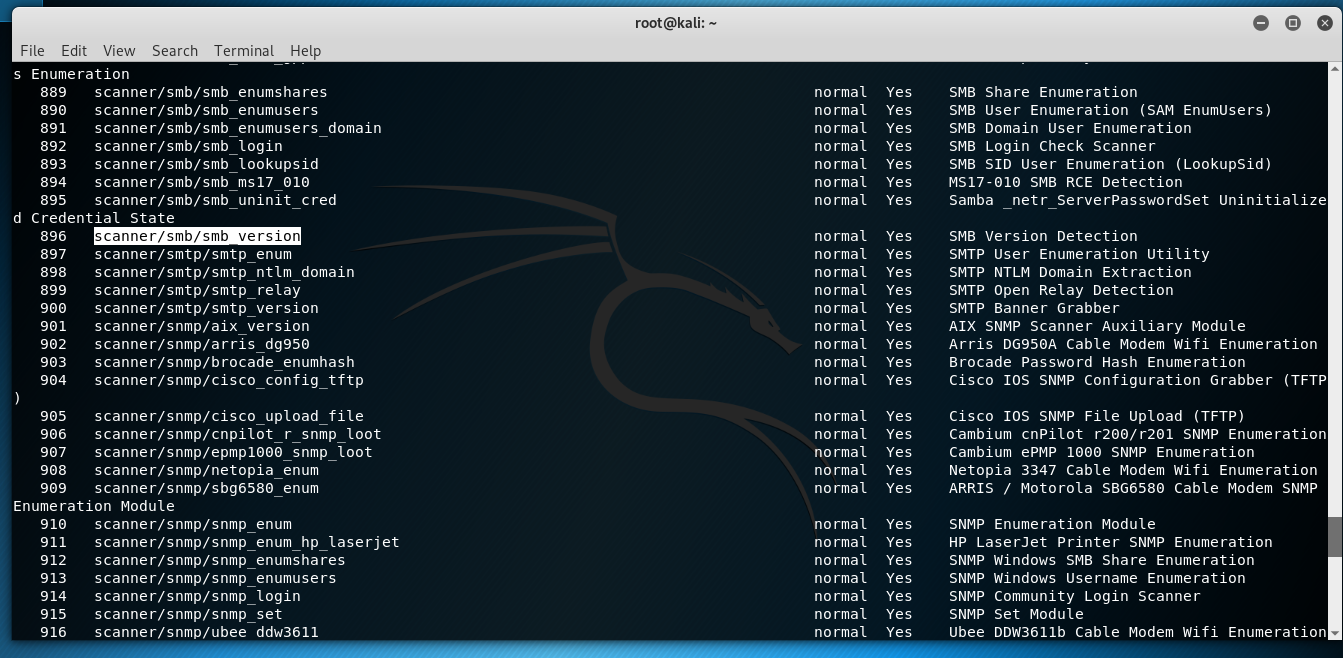 root@kali: ~
File Edit View Search Terminal Help
s Enumeration
889 scanner/smb/smb_enumshares normal Yes SMB Share Enumeration
890 scanner/smb/smb_enumusers normal Yes SMB User Enumeration (SAM EnumUsers)
891 scanner/smb/smb_enumusers_domain normal Yes SMB Domain User Enumeration
892 scanner/smb/smb_login normal Yes SMB Login Check Scanner
893 scanner/smb/smb_lookupsid normal Yes SMB SID User Enumeration (LookupSid)
894 scanner/smb/smb_ms17_010 normal Yes MS17-010 SMB RCE Detection
895 scanner/smb/smb_uninit_cred normal Yes Samba _netr_ServerPasswordSet Uninitialize
d Credential State
896 scanner/smb/smb_version normal Yes SMB Version Detection
897 scanner/smtp/smtp_enum normal Yes SMTP User Enumeration Utility
898 scanner/smtp/smtp_ntlm_domain normal Yes SMTP NTLM Domain Extraction
899 scanner/smtp/smtp_relay normal Yes SMTP Open Relay Detection
900 scanner/smtp/smtp_version normal Yes SMTP Banner Grabber
901 scanner/snmp/aix_version normal Yes AIX SNMP Scanner Auxiliary Module
902 scanner/snmp/arris_dg950 normal Yes Arris DG950A Cable Modem Wifi Enumeration
903 scanner/snmp/brocade_enumhash normal Yes Brocade Password Hash Enumeration
904 scanner/snmp/cisco_config_tftp normal Yes Cisco IOS SNMP Configuration Grabber (TFTP
)
905 scanner/snmp/cisco_upload_file normal Yes Cisco IOS SNMP File Upload (TFTP)
906 scanner/snmp/cnpilot_r_snmp_loot normal Yes Cambium cnPilot r200/r201 SNMP Enumeration
907 scanner/snmp/epmp1000_snmp_loot normal Yes Cambium ePMP 1000 SNMP Enumeration
908 scanner/snmp/netopia_enum normal Yes Netopia 3347 Cable Modem Wifi Enumeration
909 scanner/snmp/sbg6580_enum normal Yes ARRIS / Motorola SBG6580 Cable Modem SNMP
Enumeration Module
910 scanner/snmp/snmp_enum normal Yes SNMP Enumeration Module
911 scanner/snmp/snmp_enum_hp_laserjet normal Yes HP LaserJet Printer SNMP Enumeration
912 scanner/snmp/snmp_enumshares normal Yes SNMP Windows SMB Share Enumeration
913 scanner/snmp/snmp_enumusers normal Yes SNMP Windows Username Enumeration
914 scanner/snmp/snmp_login normal Yes SNMP Community Login Scanner
915 scanner/snmp/snmp_set normal Yes SNMP Set Module
916 scanner/snmp/ubee_ddw3611 normal Yes Ubee DDW3611b Cable Modem Wifi Enumeration